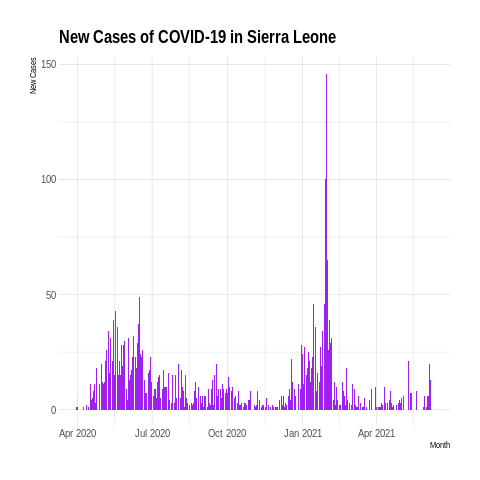 New Cases of COVID-19 in Sierra Leone
New Cases
150
100
50
0
Apr 2020 Jul 2020 Oct 2020 Jan 2021 Apr 2021
Month